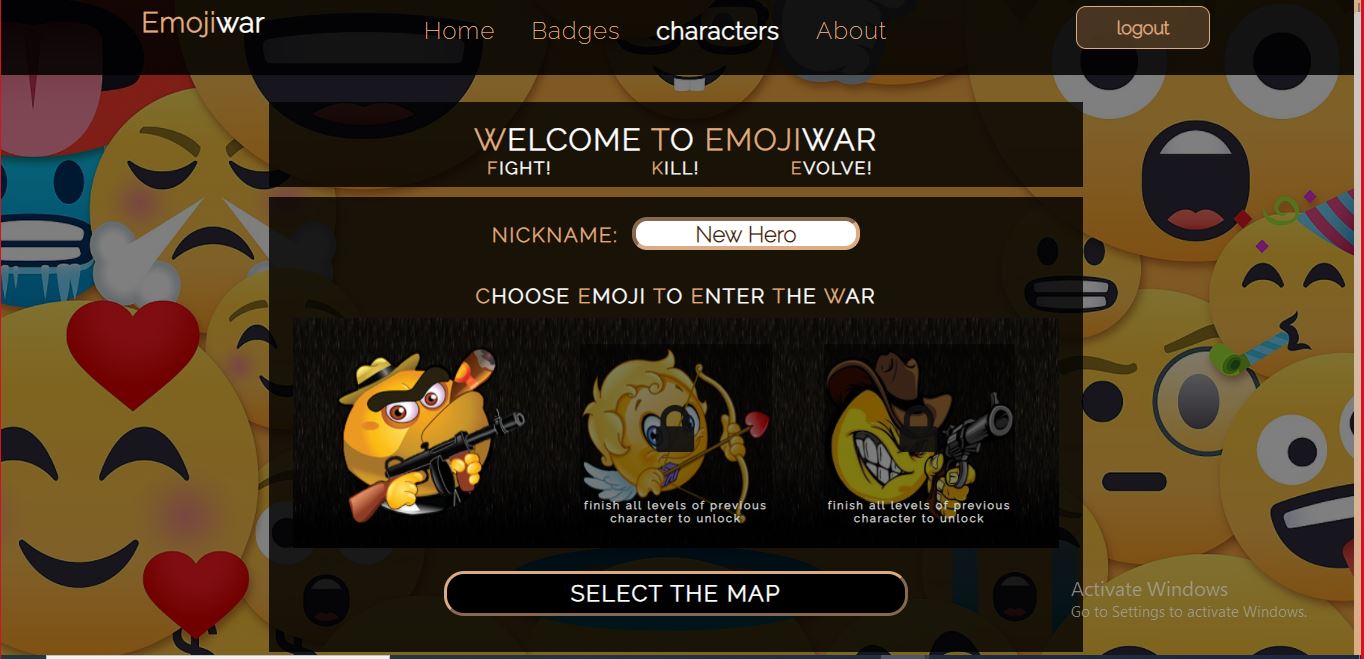 Emojiwar
Home Badges characters About
logout
WELCOME TO EMOJIWAR
FIGHT! KILL! EVOLVE!
NICKNAME: New Hero
CHOOSE EMOJI TO ENTER THE WAR
finish all levels of previous
character to unlock
finish all levels of previous
character to unlock
SELECT THE MAP
Activate Windows
Go to Settings to activate Windows.